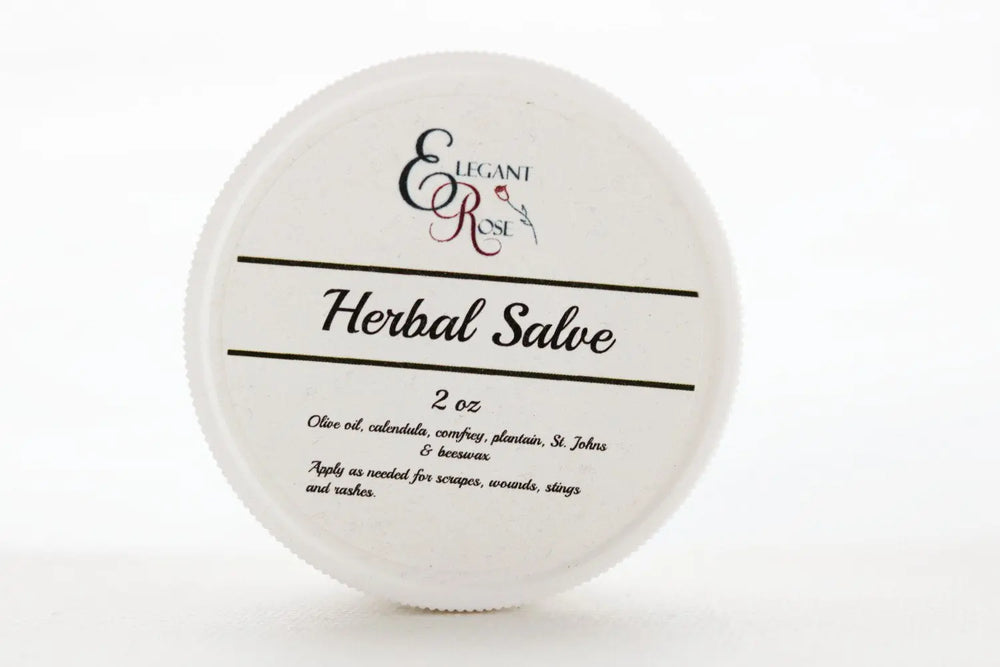 ELEGANT
ROSE
Herbal Salve
2 oz
Olive oil, calendula, comfrey, plantain, St. Johns
& beeswax
Apply as needed for scrapes, wounds, stings
and rashes.